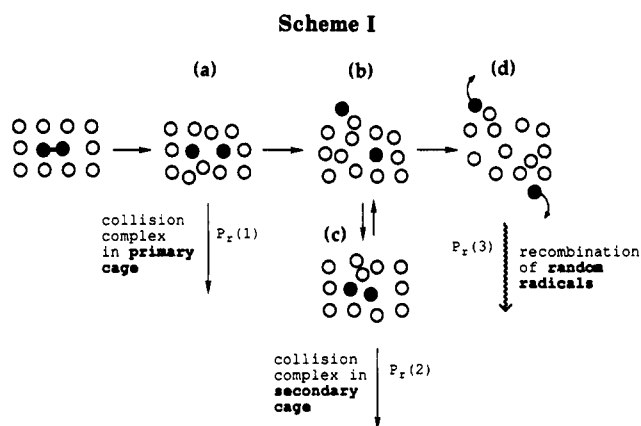 Scheme I
(a)
(b)
(d)
collision
complex
in primary
cage
Pr(1)
(c)
Pr(3)
recombination
of random
radicals
collision
complex in
secondary
cage
Pr(2)